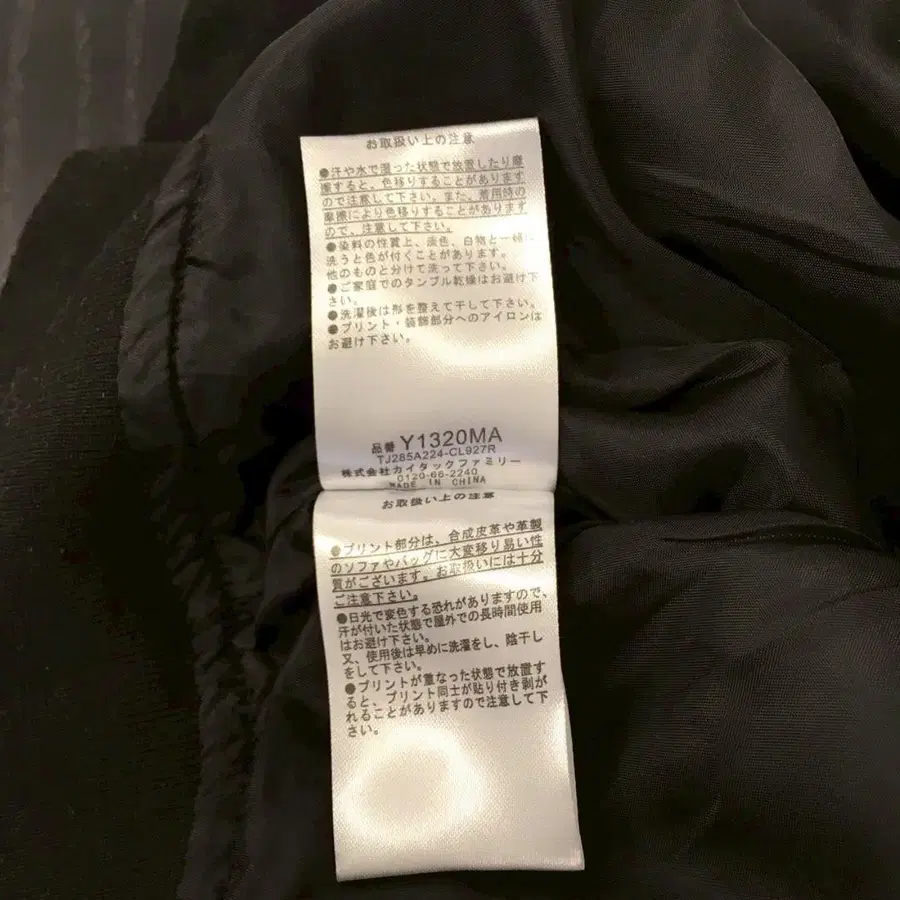 お取扱い上の注意
●汗や水で湿った状態で放置したり摩
擦すると、色移りすることがあります
ので注意して下さい。また、着用時の
摩擦により色移りすることがあります
ので、注意して下さい。
●染料の性質上、淡色、白物と一緒に
洗うと色が付くことがあります。
他のものと分けて洗って下さい。
●ご家庭でのタンブル乾燥はお避け下
さい。
●洗濯後は形を整えて干して下さい。
●プリント・装飾部分へのアイロンは
お避け下さい。
品番 Y1320MA
TJ285A224-CL927R
株式会社カイタックファミリー
0120-66-2240
MADE IN CHINA
お取扱い上の注意
●プリント部分は、合成皮革や革製
のソファやバッグに大変移り易い性
質がございます。お取扱いには十分
ご注意下さい。
●日光で変色する恐れがありますので、
汗が付いた状態で屋外での長時間使用
はお避け下さい。
又、使用後は早めに洗濯をし、陰干し
をして下さい。
●プリントが重なった状態で放置す
ると、プリント同士が貼り付き剥が
れることがありますので注意して下
さい。